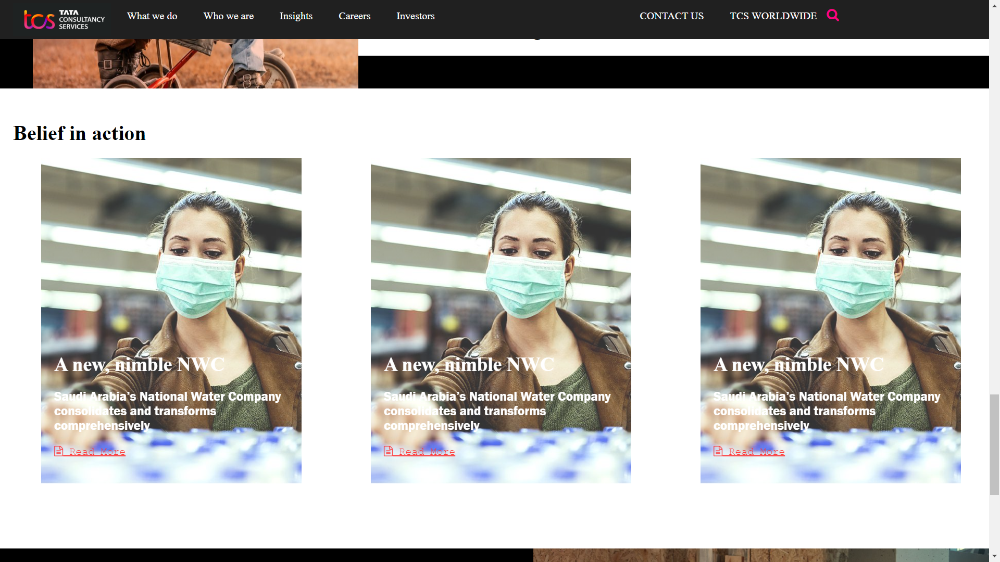 tcs TATA CONSULTANCY SERVICES
What we do
Who we are
Insights
Careers
Investors
CONTACT US
TCS WORLDWIDE
Belief in action
A new, nimble NWC
Saudi Arabia’s National Water Company
consolidates and transforms
comprehensively
Read More
A new, nimble NWC
Saudi Arabia’s National Water Company
consolidates and transforms
comprehensively
Read More
A new, nimble NWC
Saudi Arabia’s National Water Company
consolidates and transforms
comprehensively
Read More